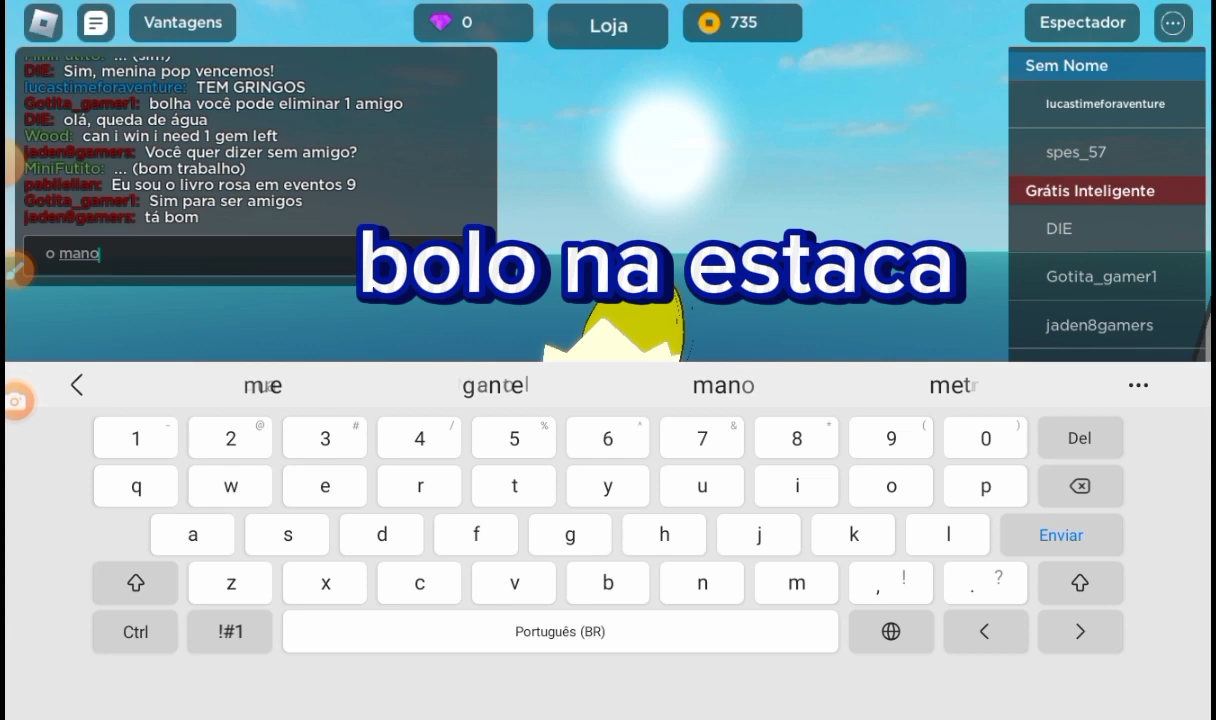 Vantagens
0
Loja
735
Espectador
MiniFutito: ... (sim)
DIE: Sim, menina pop vencemos!
lucastimeforaventure: TEM GRINGOS
Gotita_gamer1: bolha você pode eliminar 1 amigo
DIE: olá, queda de água
Wood: can i win i need 1 gem left
jaden8gamers: Você quer dizer sem amigo?
MiniFutito: ... (bom trabalho)
Eu sou o livro rosa em eventos 9
Gotita_gamer1: Sim para ser amigos
jaden8gamers: tá bom
o mano
Sem Nome
lucastimeforaventure
spes_57
Grátis Inteligente
DIE
Gotita_gamer1
jaden8gamers
bolo na estaca
mano
1 - 2 @ 3 # 4 / 5 % 6 ^ 7 & 8 * 9 ( 0 ) Del
q w e r t y u i o p
a s d f g h j k l Enviar
z x c v b n m , ! . ?
Ctrl !#1 Português (BR) < >